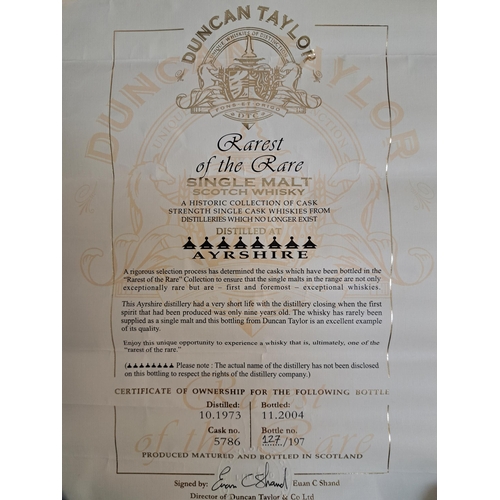 DUNCAN TAYLOR
Rarest
of the Rare
SINGLE MALT
SCOTCH WHISKY
A HISTORIC COLLECTION OF CASK
STRENGTH SINGLE CASK WHISKIES FROM
DISTILLERIES WHICH NO LONGER EXIST
DISTILLED AT
AYRSHIRE
A rigorous selection process has determined the casks which have been bottled in the
"Rarest of the Rare" Collection to ensure that the single malts in the range are not only
exceptionally rare but are – first and foremost – exceptional whiskies.
This Ayrshire distillery had a very short life with the distillery closing when the first
spirit that had been produced was only nine years old. The whisky has rarely been
supplied as a single malt and this bottling from Duncan Taylor is an excellent example
of its quality.
Enjoy this unique opportunity to experience a whisky that is, ultimately, one of the
"rarest of the rare."
( Please note : The actual name of the distillery has not been disclosed
on this bottling to respect the rights of the distillery company.)
CERTIFICATE OF OWNERSHIP FOR THE FOLLOWING BOTTLE
Distilled: Bottled:
10.1973 11.2004
Cask no. Bottle no.
5786 127/197
PRODUCED MATURED AND BOTTLED IN SCOTLAND
Signed by: Euan C Shand Euan C Shand
Director of Duncan Taylor & Co Ltd